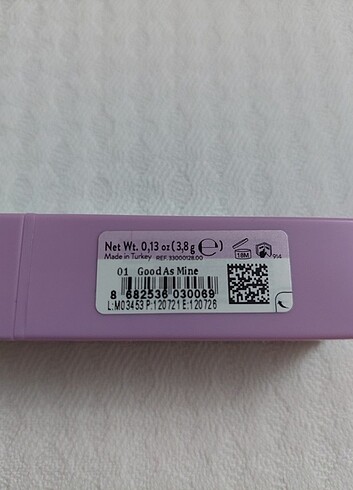 Net Wt. 0,13 oz (3,8 g ℮)
Made in Turkey REF. 33000128.00
18M
914
01 Good As Mine
8 682536 030069
L:M03453 P:120721 E:120726